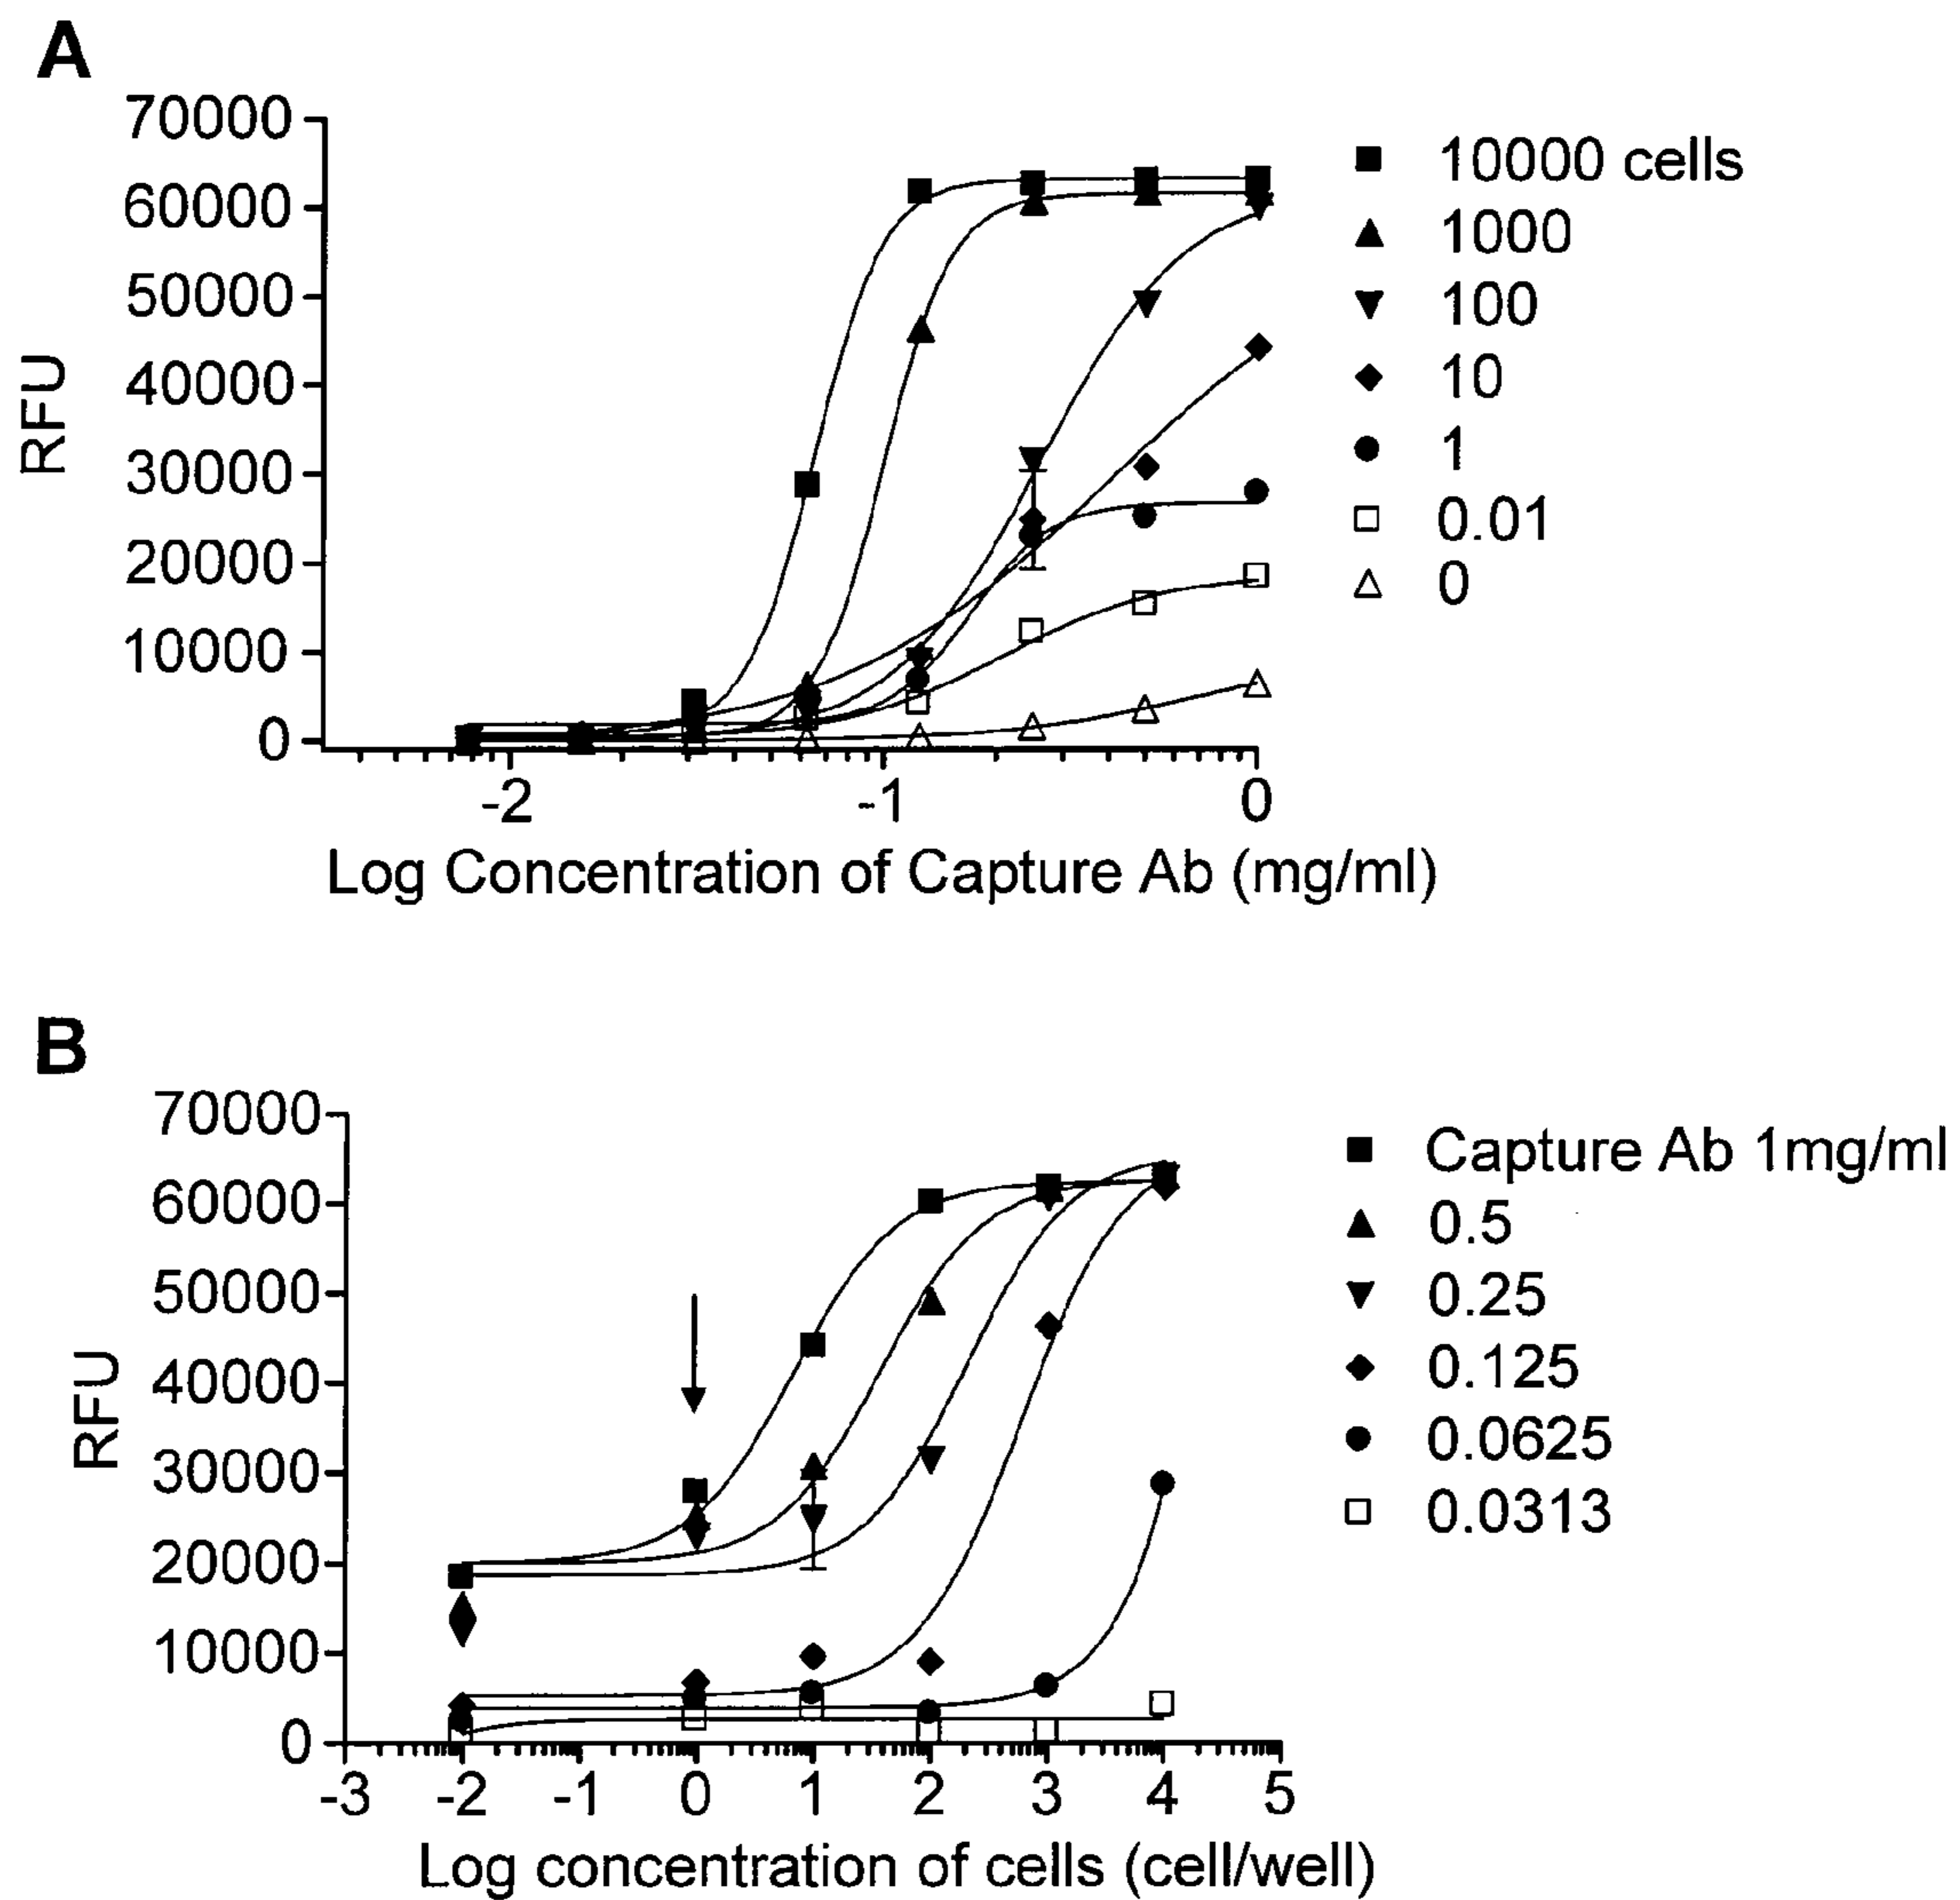 A
70000
60000
50000
40000
30000
20000
10000
0
RFU
-2 -1 0
Log Concentration of Capture Ab (mg/ml)
10000 cells
1000
100
10
1
0.01
0
B
70000
60000
50000
40000
30000
20000
10000
0
RFU
-3 -2 -1 0 1 2 3 4 5
Log concentration of cells (cell/well)
Capture Ab 1mg/ml
0.5
0.25
0.125
0.0625
0.0313